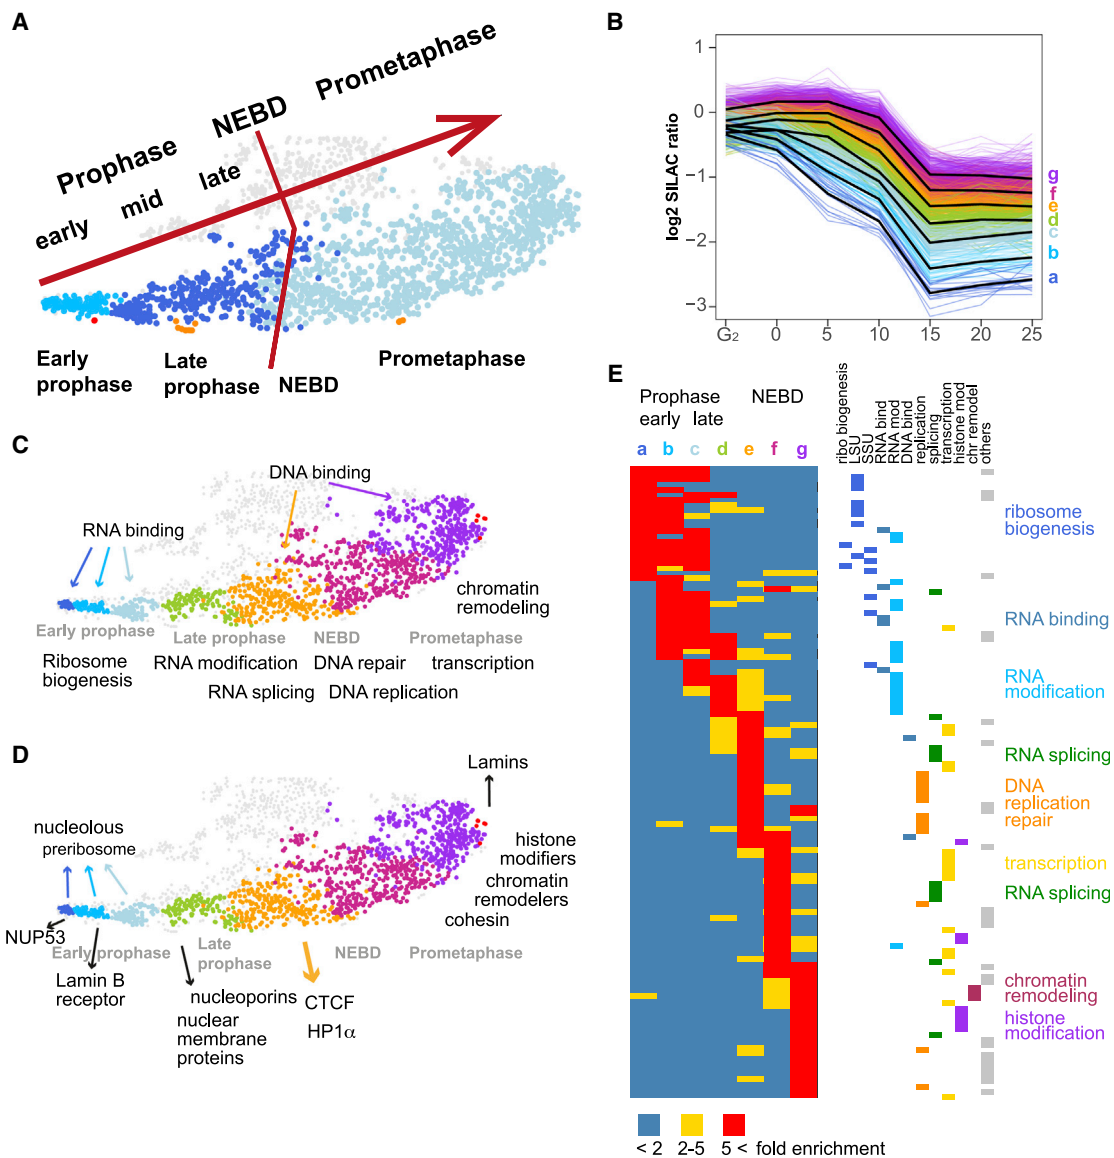 A
Prometaphase
NEBD
Prophase
late
mid
early
Early
prophase
Late
prophase
NEBD
Prometaphase
B
log2 SILAC ratio
1
0
−1
−2
−3
G2
0
5
10
15
20
25
g
f
e
d
c
b
a
C
DNA binding
RNA binding
chromatin
remodeling
Early prophase
Late prophase
NEBD
Prometaphase
Ribosome
biogenesis
RNA modification
DNA repair
transcription
RNA splicing
DNA replication
D
Lamins
nucleolous
preribosome
histone
modifiers
chromatin
remodelers
cohesin
NUP53
Early prophase
Late
prophase
NEBD
Prometaphase
Lamin B
receptor
nucleoporins
nuclear
membrane
proteins
CTCF
HP1α
E
Prophase
early late
NEBD
a b c d e f g
ribo biogenesis
LSU
SSU
RNA bind
RNA mod
DNA bind
replication
splicing
transcription
histone mod
chr remodel
others
ribosome
biogenesis
RNA binding
RNA
modification
RNA splicing
DNA
replication
repair
transcription
RNA splicing
chromatin
remodeling
histone
modification
< 2 2-5 5 < fold enrichment